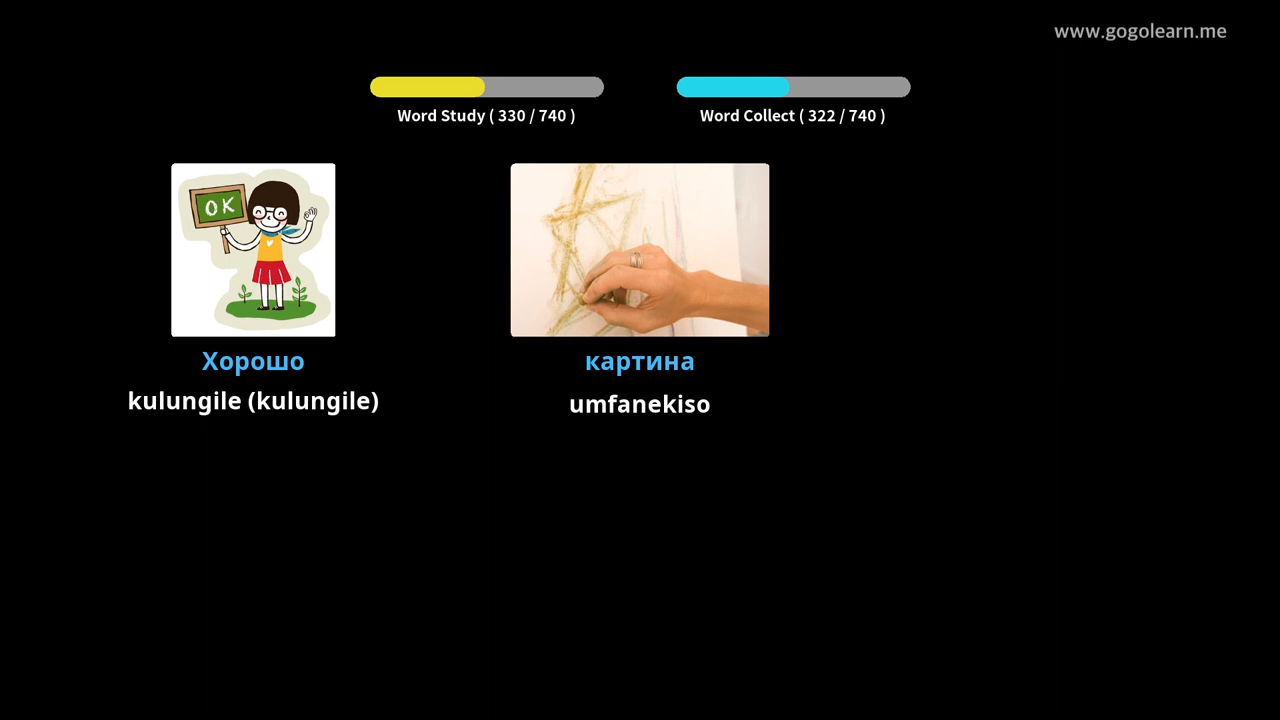 www.gogolearn.me
Word Study ( 330 / 740 )
Word Collect ( 322 / 740 )
OK
Хорошо
kulungile (kulungile)
картина
umfanekiso